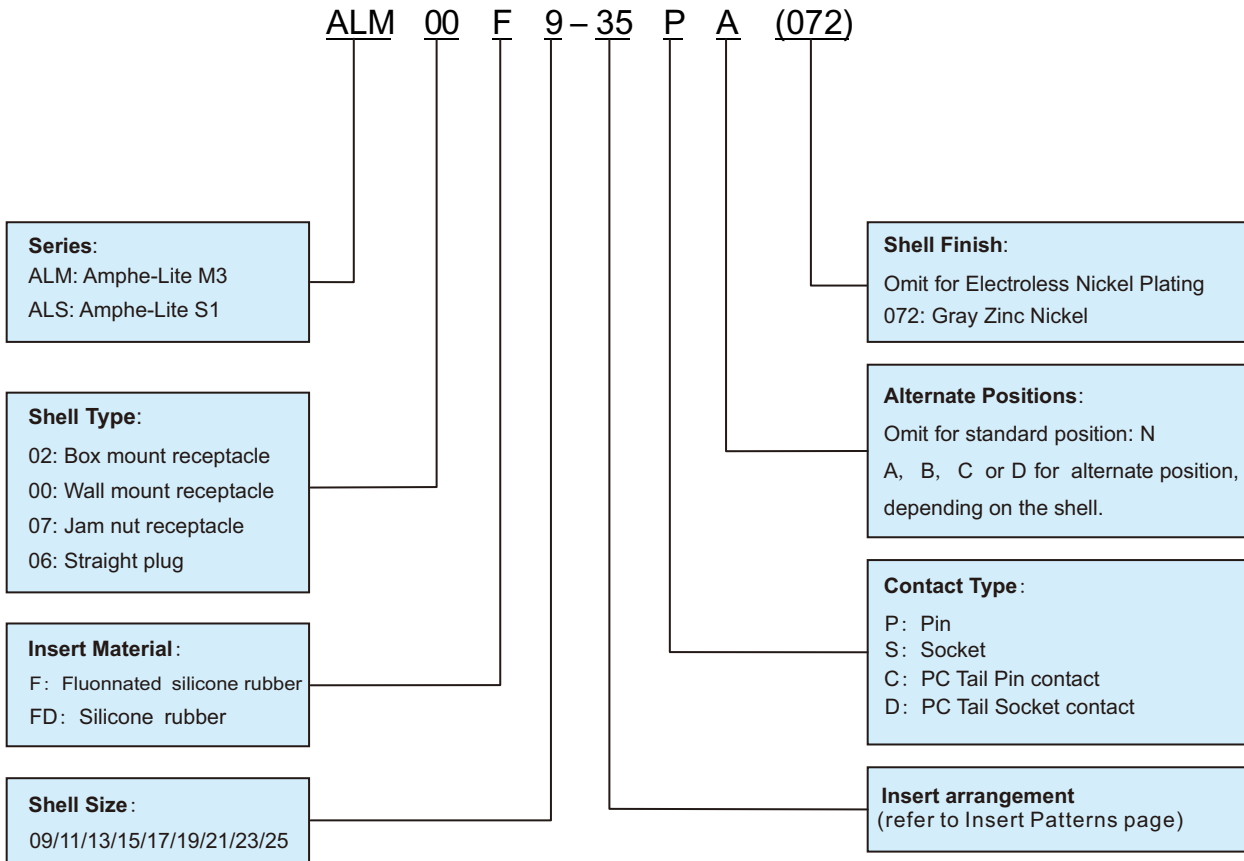 ALM 00 F 9 – 35 P A (072)
Series:
ALM: Amphe-Lite M3
ALS: Amphe-Lite S1
Shell Type:
02: Box mount receptacle
00: Wall mount receptacle
07: Jam nut receptacle
06: Straight plug
Insert Material:
F: Fluonnated silicone rubber
FD: Silicone rubber
Shell Size:
09/11/13/15/17/19/21/23/25
Shell Finish:
Omit for Electroless Nickel Plating
072: Gray Zinc Nickel
Alternate Positions:
Omit for standard position: N
A, B, C or D for alternate position,
depending on the shell.
Contact Type:
P: Pin
S: Socket
C: PC Tail Pin contact
D: PC Tail Socket contact
Insert arrangement
(refer to Insert Patterns page)